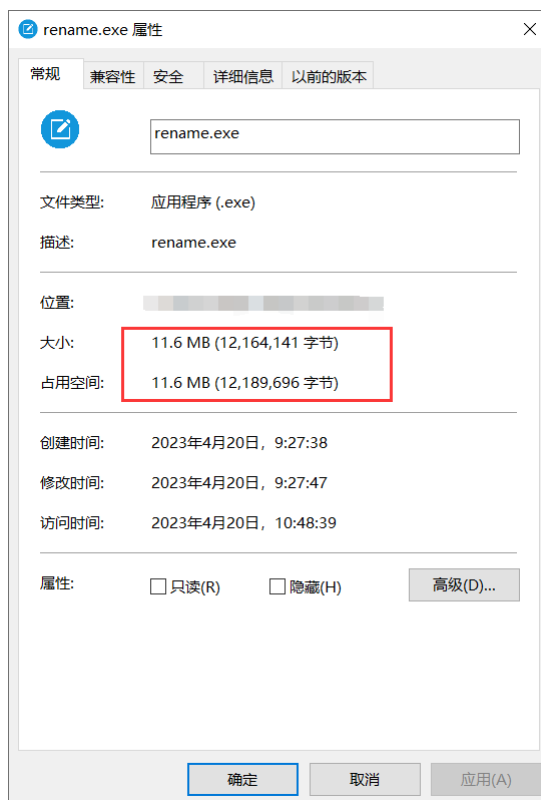 rename.exe 属性
常规 兼容性 安全 详细信息 以前的版本
rename.exe
文件类型: 应用程序 (.exe)
描述: rename.exe
位置:
大小: 11.6 MB (12,164,141 字节)
占用空间: 11.6 MB (12,189,696 字节)
创建时间: 2023年4月20日，9:27:38
修改时间: 2023年4月20日，9:27:47
访问时间: 2023年4月20日，10:48:39
属性: 只读(R) 隐藏(H) 高级(D)...
确定 取消 应用(A)